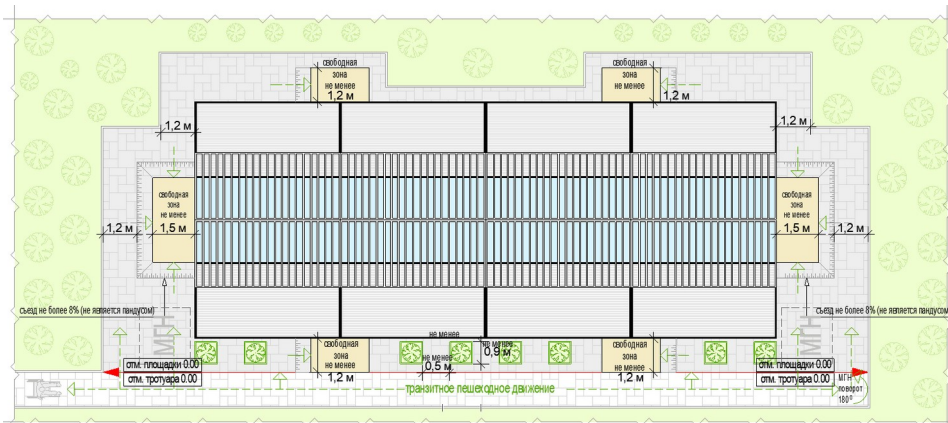 свободная
зона
не менее
1,2 м
свободная
зона
не менее
1,2 м
1,2 м
1,2 м
свободная
зона
не менее
1,5 м
1,2 м
свободная
зона
не менее
1,5 м
1,2 м
съезд не более 8% (не является пандусом)
съезд не более 8% (не является пандусом)
МГН
МГН
не менее
0,9 м
не менее
0,5 м
свободная
зона
не менее
1,2 м
свободная
зона
не менее
1,2 м
отм. площадки 0.00
отм. тротуара 0.00
отм. площадки 0.00
отм. тротуара 0.00
транзитное пешеходное движение
МГН
поворот
180°